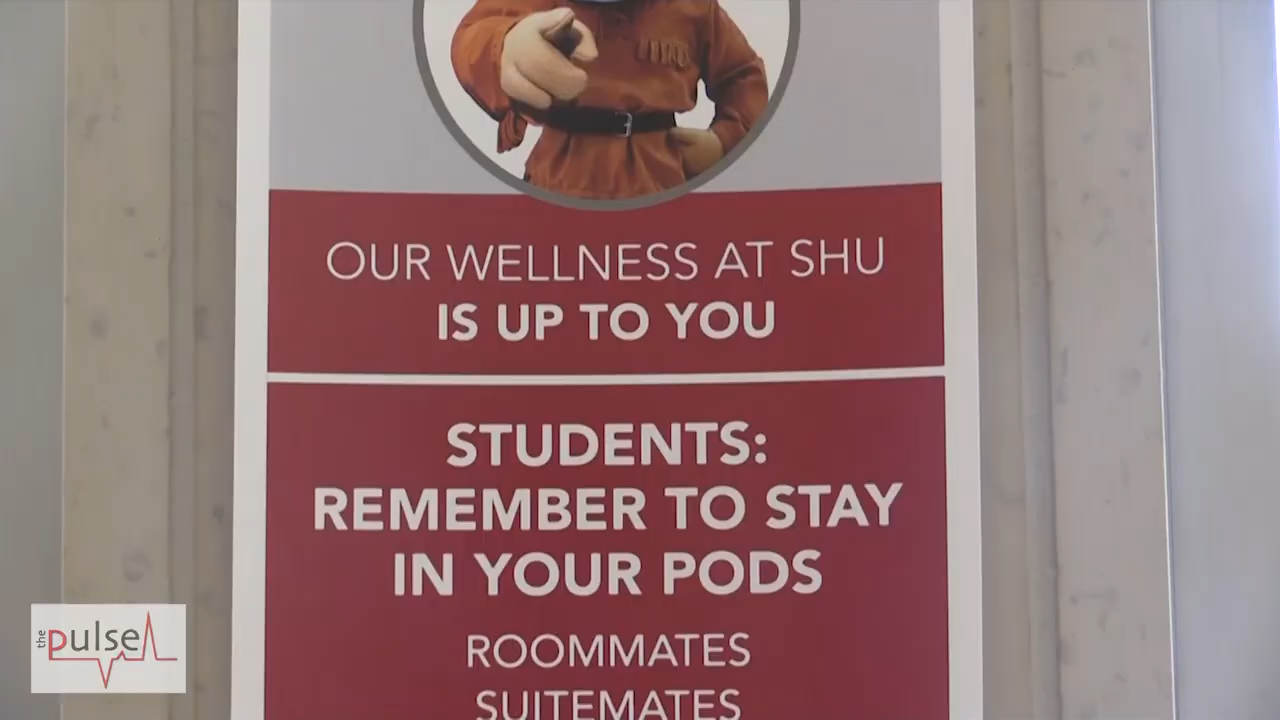 OUR WELLNESS AT SHU
IS UP TO YOU
STUDENTS:
REMEMBER TO STAY
IN YOUR PODS
ROOMMATES
SUITEMATES
the pulse